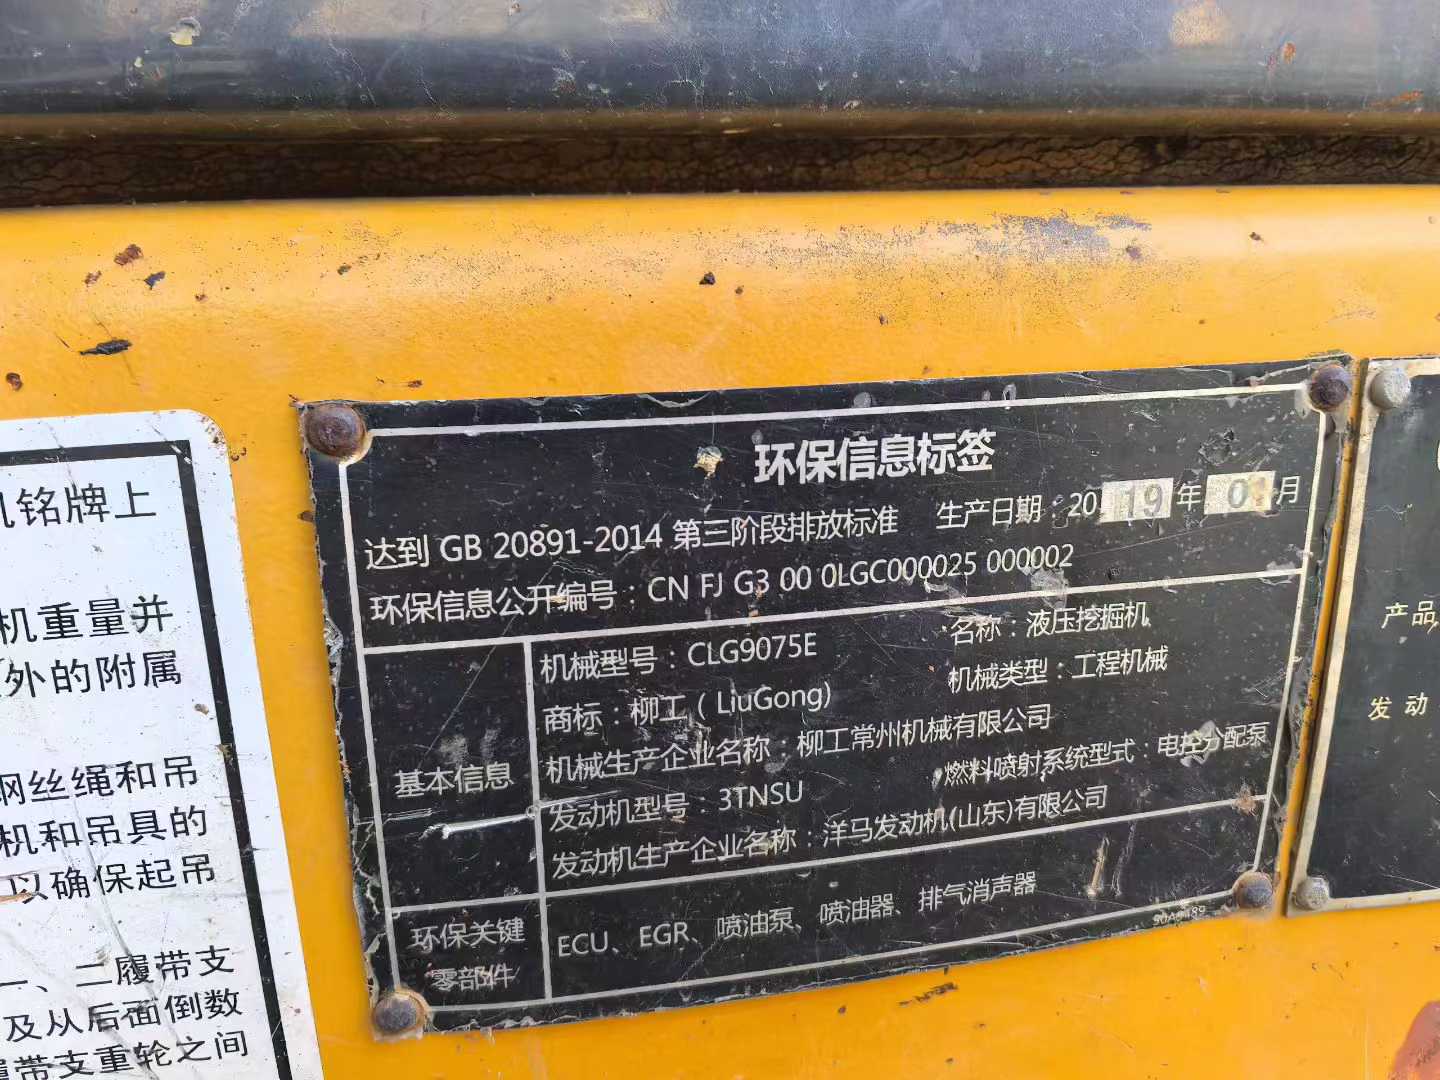 机铭牌上
机重量并
外的附属
钢丝绳和吊
机和吊具的
以确保起吊
一、二履带支
及从后面倒数
履带支重轮之间
环保信息标签
达到 GB 20891-2014 第三阶段排放标准 生产日期：2019年01月
环保信息公开编号：CN FJ G3 00 0LGC000025 000002
基本信息
机械型号：CLG9075E 名称：液压挖掘机
商标：柳工（LiuGong) 机械类型：工程机械
机械生产企业名称：柳工常州机械有限公司
发动机型号：3TNSU 燃料喷射系统型式：电控分配泵
发动机生产企业名称：洋马发动机(山东)有限公司
环保关键
零部件
ECU、EGR、喷油泵、喷油器、排气消声器
产品
发动